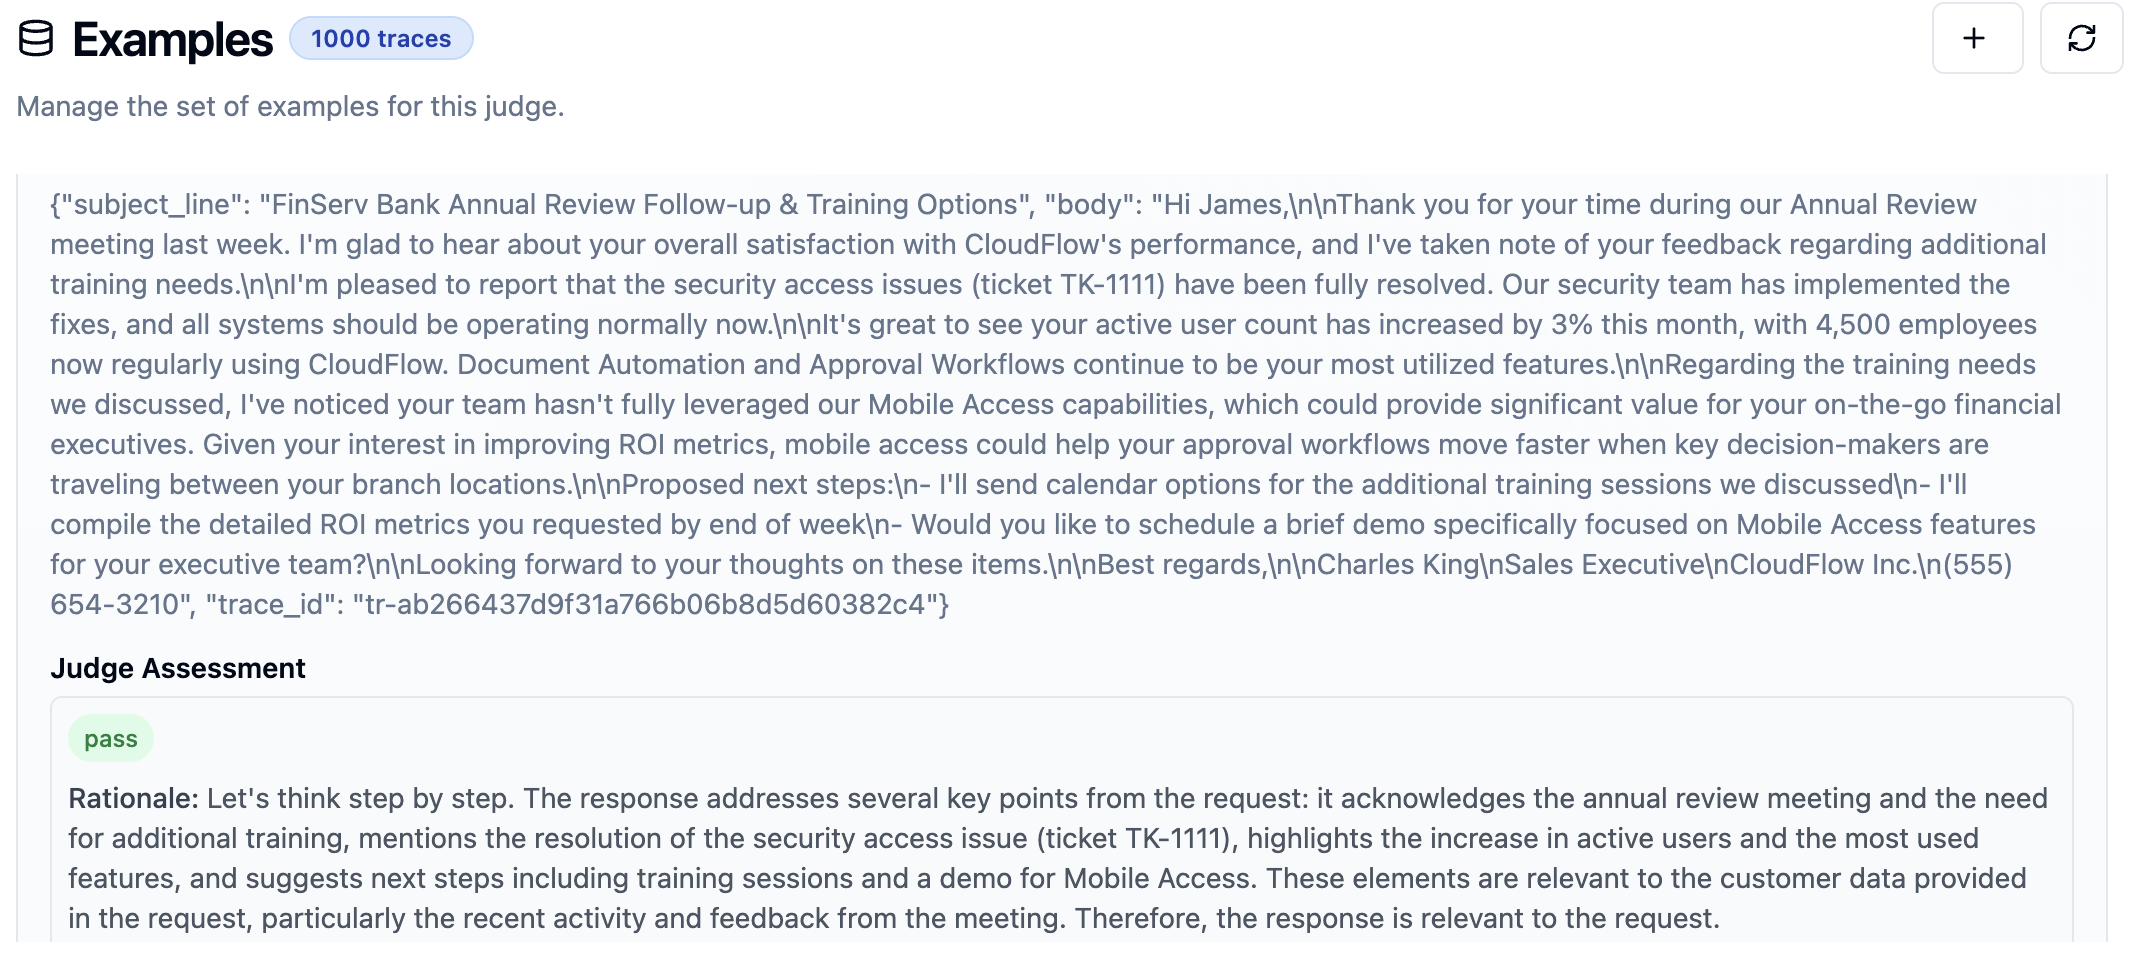 Examples
1000 traces
+
Manage the set of examples for this judge.
{"subject_line": "FinServ Bank Annual Review Follow-up & Training Options", "body": "Hi James,\n\nThank you for your time during our Annual Review
meeting last week. I'm glad to hear about your overall satisfaction with CloudFlow's performance, and I've taken note of your feedback regarding additional
training needs.\n\nI'm pleased to report that the security access issues (ticket TK-1111) have been fully resolved. Our security team has implemented the
fixes, and all systems should be operating normally now.\n\nIt's great to see your active user count has increased by 3% this month, with 4,500 employees
now regularly using CloudFlow. Document Automation and Approval Workflows continue to be your most utilized features.\n\nRegarding the training needs
we discussed, I've noticed your team hasn't fully leveraged our Mobile Access capabilities, which could provide significant value for your on-the-go financial
executives. Given your interest in improving ROI metrics, mobile access could help your approval workflows move faster when key decision-makers are
traveling between your branch locations.\n\nProposed next steps:\n- I'll send calendar options for the additional training sessions we discussed\n- I'll
compile the detailed ROI metrics you requested by end of week\n- Would you like to schedule a brief demo specifically focused on Mobile Access features
for your executive team?\n\nLooking forward to your thoughts on these items.\n\nBest regards,\n\nCharles King\nSales Executive\nCloudFlow Inc.\n(555)
654-3210", "trace_id": "tr-ab266437d9f31a766b06b8d5d60382c4"}
Judge Assessment
pass
Rationale: Let's think step by step. The response addresses several key points from the request: it acknowledges the annual review meeting and the need
for additional training, mentions the resolution of the security access issue (ticket TK-1111), highlights the increase in active users and the most used
features, and suggests next steps including training sessions and a demo for Mobile Access. These elements are relevant to the customer data provided
in the request, particularly the recent activity and feedback from the meeting. Therefore, the response is relevant to the request.